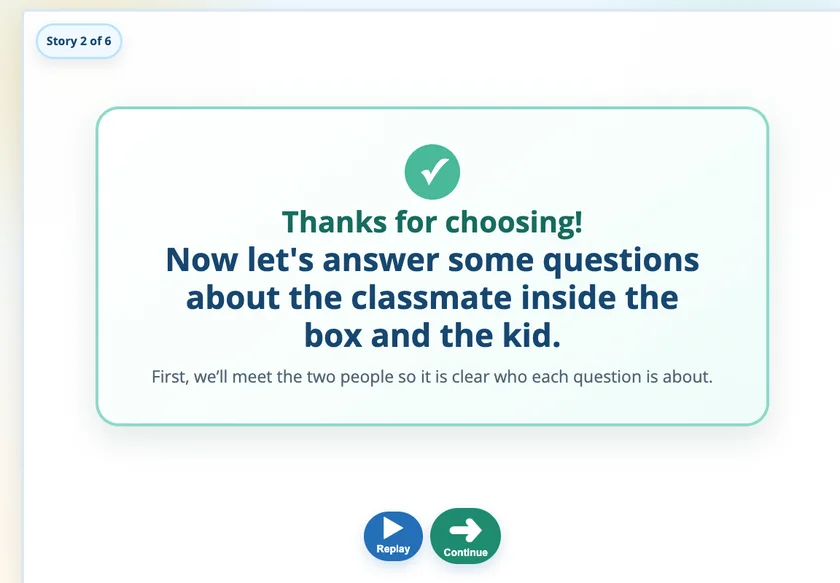 Story 2 of 6
Thanks for choosing!
Now let's answer some questions
about the classmate inside the
box and the kid.
First, we’ll meet the two people so it is clear who each question is about.
Replay
Continue